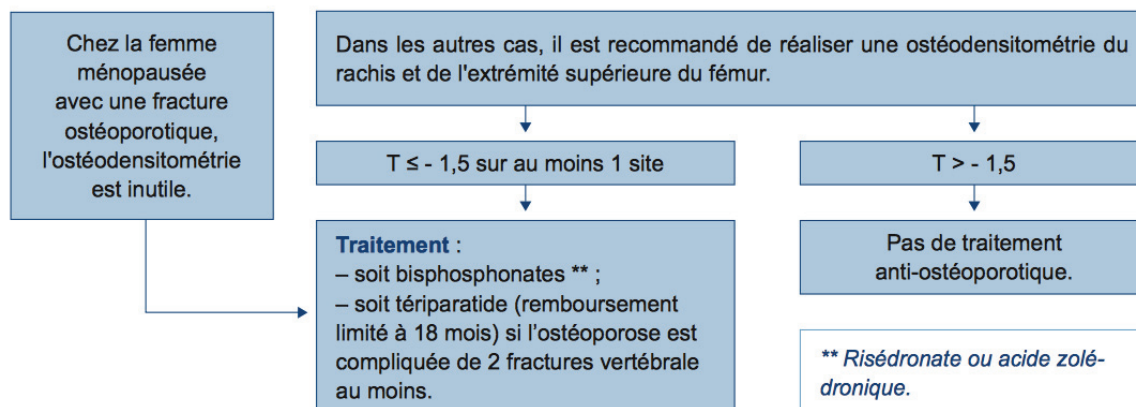 Chez la femme
ménopausée
avec une fracture
ostéoporotique,
l'ostéodensitométrie
est inutile.
Dans les autres cas, il est recommandé de réaliser une ostéodensitométrie du
rachis et de l'extrémité supérieure du fémur.
T ≤ - 1,5 sur au moins 1 site
T > - 1,5
Traitement :
– soit bisphosphonates ** ;
– soit tériparatide (remboursement
limité à 18 mois) si l’ostéoporose est
compliquée de 2 fractures vertébrale
au moins.
Pas de traitement
anti-ostéoporotique.
** Risédronate ou acide zolé-
dronique.